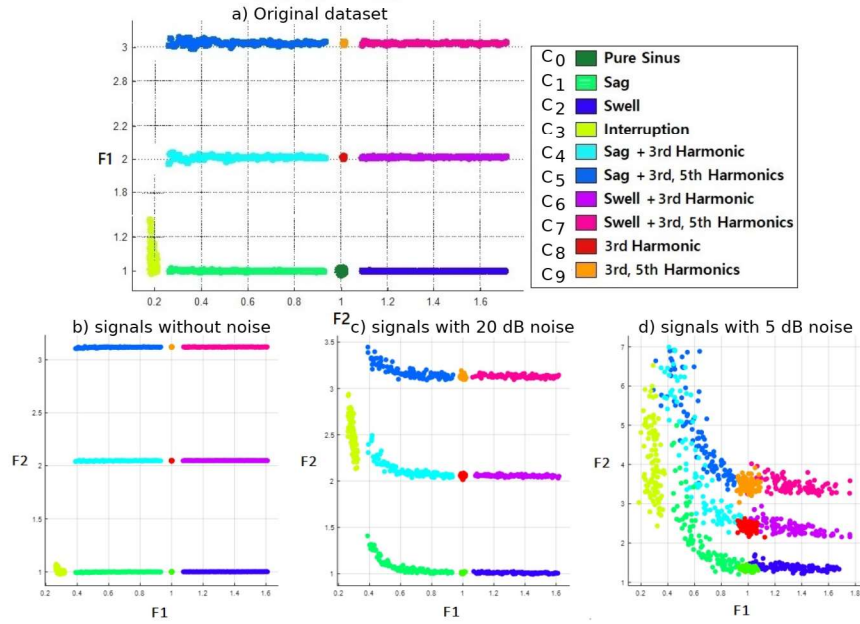 a) Original dataset
3
2.8
2.2
F1
2
1.8
1.2
1
0.2 0.4 0.6 0.8 1 1.2 1.4 1.6
F2
C0 Pure Sinus
C1 Sag
C2 Swell
C3 Interruption
C4 Sag + 3rd Harmonic
C5 Sag + 3rd, 5th Harmonics
C6 Swell + 3rd Harmonic
C7 Swell + 3rd, 5th Harmonics
C8 3rd Harmonic
C9 3rd, 5th Harmonics
b) signals without noise
3
2.5
F2
2
1.5
1
0.2 0.4 0.6 0.8 1 1.2 1.4 1.6
F1
c) signals with 20 dB noise
3.5
3
2.5
F2
2
1.5
1
0.2 0.4 0.6 0.8 1 1.2 1.4 1.6
F1
d) signals with 5 dB noise
7
6
5
F2
4
3
2
1
0.2 0.4 0.6 0.8 1 1.2 1.4 1.6 1.8
F1